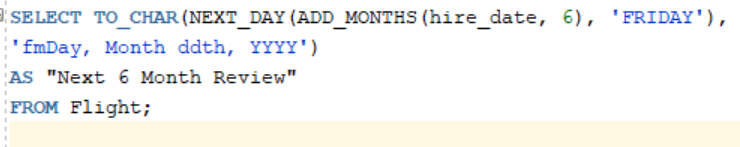 SELECT TO_CHAR(NEXT_DAY(ADD_MONTHS(hire_date, 6), 'FRIDAY'),
'fmDay, Month ddth, YYYY')
AS "Next 6 Month Review"
FROM Flight;